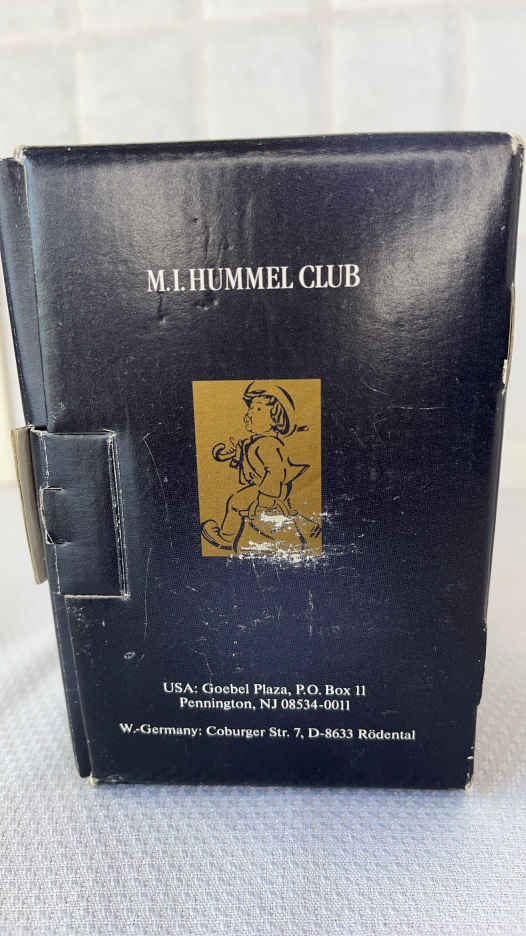 M.I. HUMMEL CLUB
USA: Goebel Plaza, P.O. Box 11
Pennington, NJ 08534-0011
W.-Germany: Coburger Str. 7, D-8633 Rödental